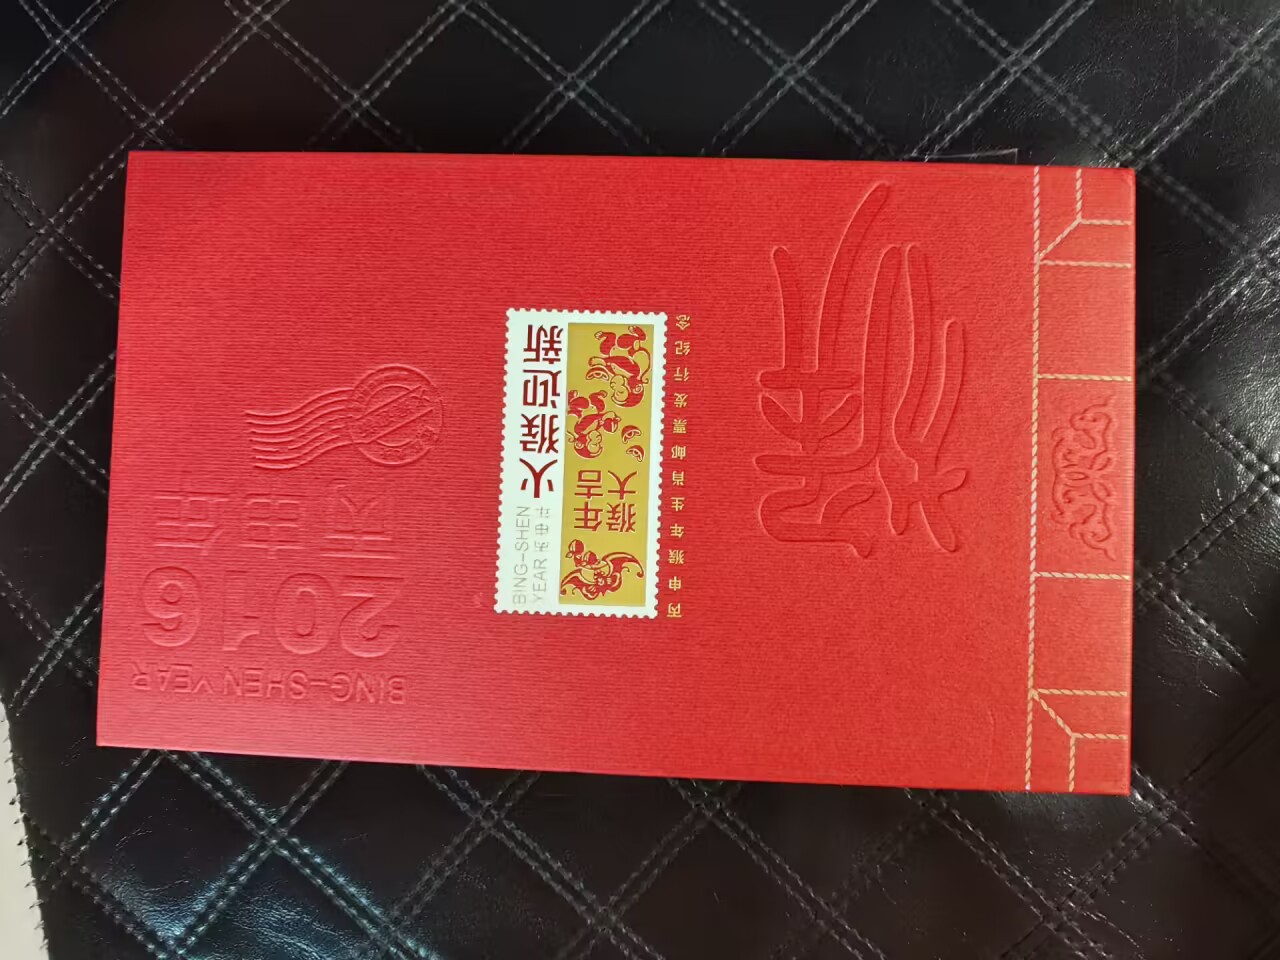 BING–SHEN YEAR
2016
丙申年
BING–SHEN
YEAR 丙申年
火猴迎新
猴年
大吉
丙申猴年生肖邮票发行纪念